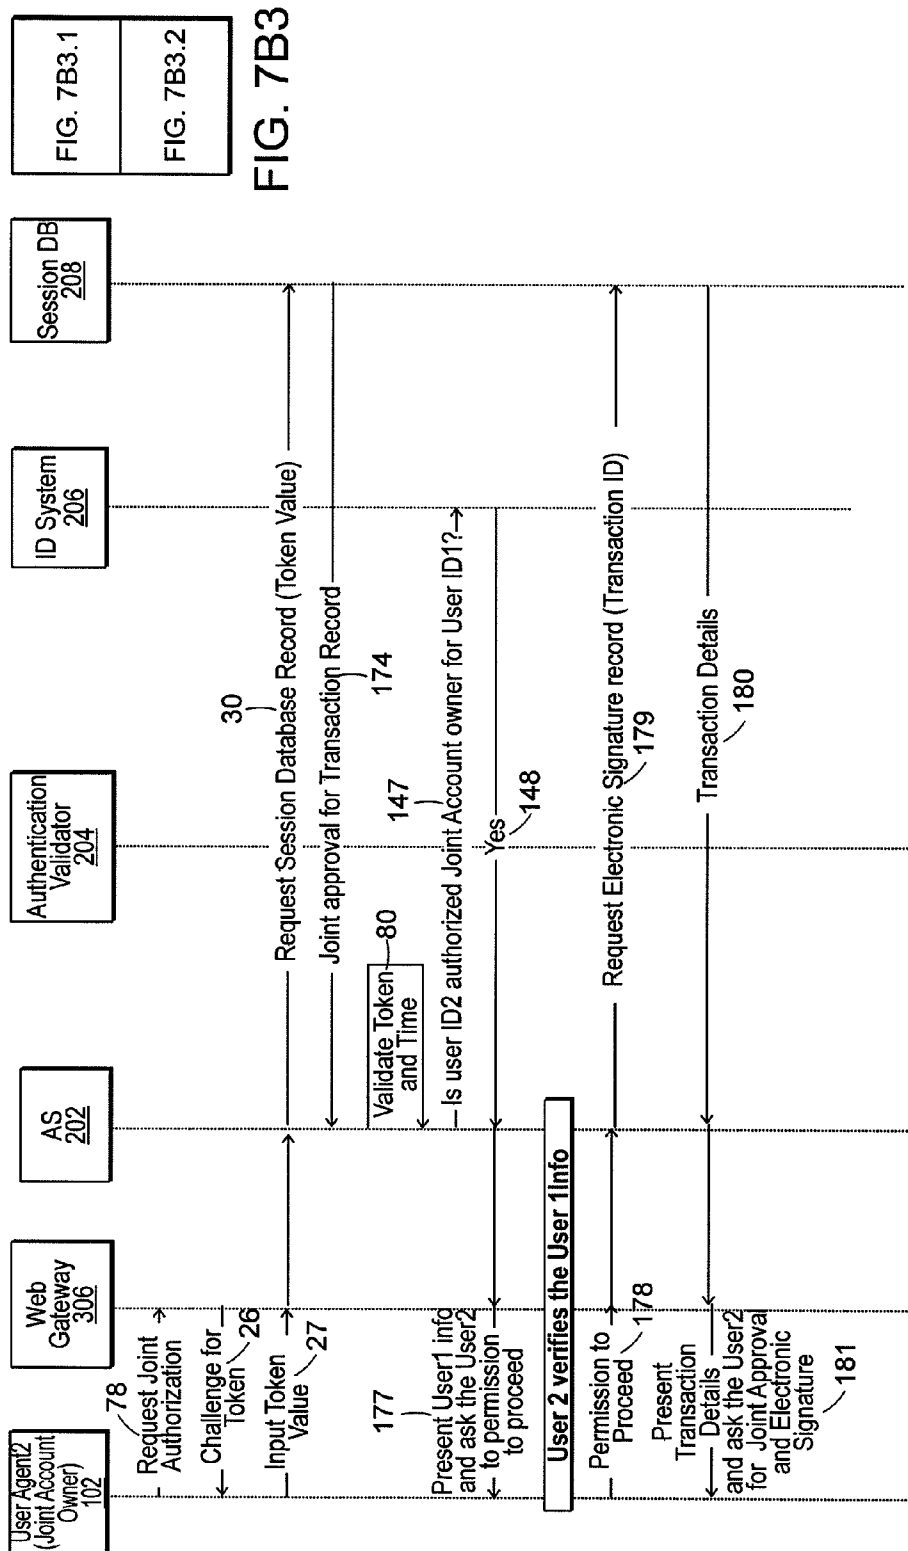 User Agent2
(Joint Account
Owner)
102
Web
Gateway
306
AS
202
Authentication
Validator
204
ID System
206
Session DB
208
FIG. 7B3.1
FIG. 7B3.2
FIG. 7B3
78
Request Joint
Authorization
Challenge for
Token
26
Input Token
Value
27
30
Request Session Database Record (Token Value)
Joint approval for Transaction Record
174
Validate Token
and Time
80
147
Is user ID2 authorized Joint Account owner for User ID1?
Yes
148
177
Present User1 info
and ask the User2
to permission
to proceed
User 2 verifies the User 1Info
Permission to
Proceed
178
Request Electronic Signature record (Transaction ID)
179
Transaction Details
180
Present
Transaction
Details
and ask the User2
for Joint Approval
and Electronic
Signature
181